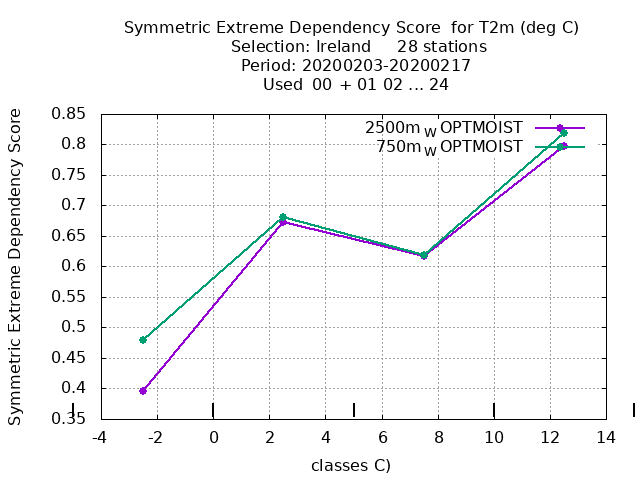 Symmetric Extreme Dependency Score for T2m (deg C)
Selection: Ireland 28 stations
Period: 20200203-20200217
Used 00 + 01 02 ... 24
Symmetric Extreme Dependency Score
0.85
0.8
0.75
0.7
0.65
0.6
0.55
0.5
0.45
0.4
0.35
2500m W OPTMOIST
750m W OPTMOIST
-4 -2 0 2 4 6 8 10 12 14
classes C)